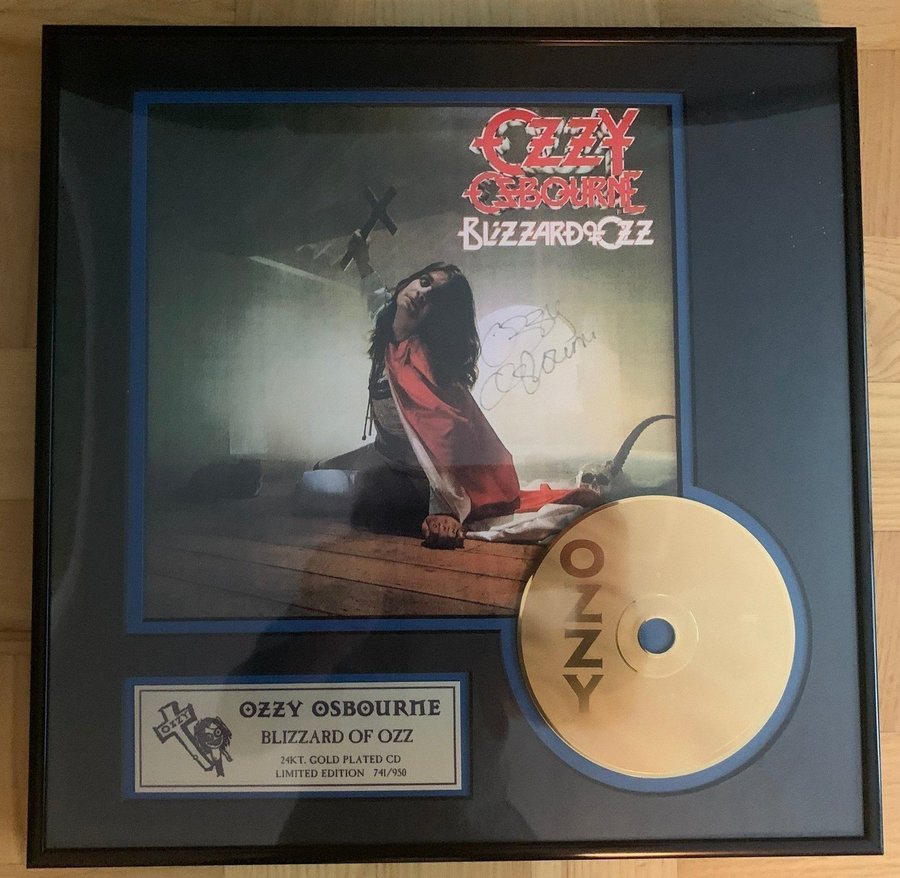 OZZY
OSBOURNE
BLIZZARD OF OZZ
Ozzy
Osbourne
OZZY
OZZY
OZZY OSBOURNE
BLIZZARD OF OZZ
24KT. GOLD PLATED CD
LIMITED EDITION 741/950